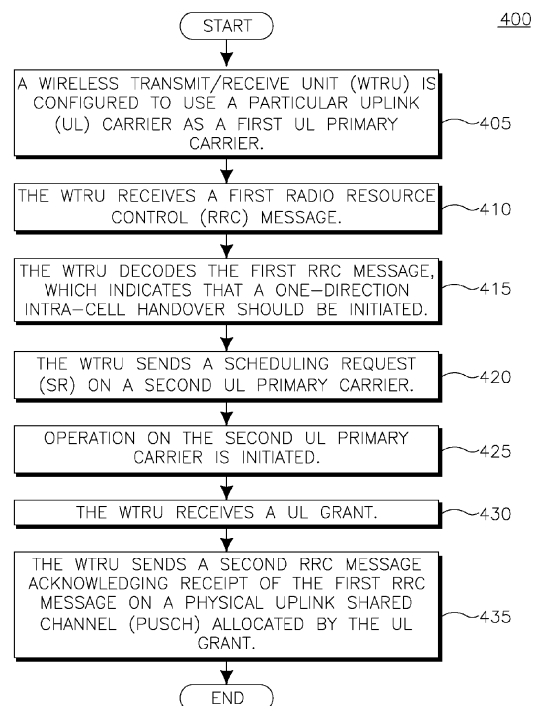 400
START
A WIRELESS TRANSMIT/RECEIVE UNIT (WTRU) IS
CONFIGURED TO USE A PARTICULAR UPLINK
(UL) CARRIER AS A FIRST UL PRIMARY
CARRIER.
405
THE WTRU RECEIVES A FIRST RADIO RESOURCE
CONTROL (RRC) MESSAGE.
410
THE WTRU DECODES THE FIRST RRC MESSAGE,
WHICH INDICATES THAT A ONE-DIRECTION
INTRA-CELL HANDOVER SHOULD BE INITIATED.
415
THE WTRU SENDS A SCHEDULING REQUEST
(SR) ON A SECOND UL PRIMARY CARRIER.
420
OPERATION ON THE SECOND UL PRIMARY
CARRIER IS INITIATED.
425
THE WTRU RECEIVES A UL GRANT.
430
THE WTRU SENDS A SECOND RRC MESSAGE
ACKNOWLEDGING RECEIPT OF THE FIRST RRC
MESSAGE ON A PHYSICAL UPLINK SHARED
CHANNEL (PUSCH) ALLOCATED BY THE UL
GRANT.
435
END